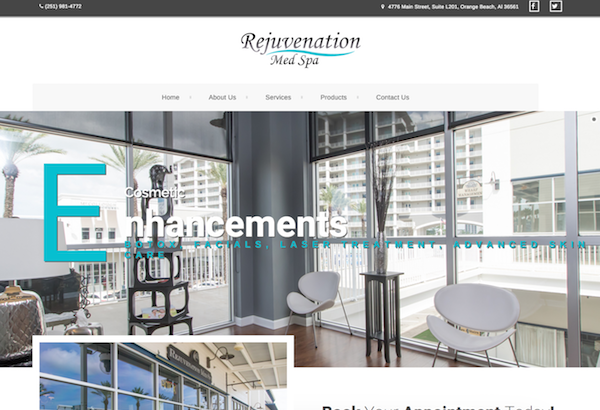 (251) 981-4772
4776 Main Street, Suite L201, Orange Beach, Al 36561
Rejuvenation
Med Spa
Home
About Us
Services
Products
Contact Us
Cosmetic
Enhancements
BOTOX, FACIALS, LASER TREATMENT, ADVANCED SKIN
CARE
Rejuvenation
Book Your Appointment Today!